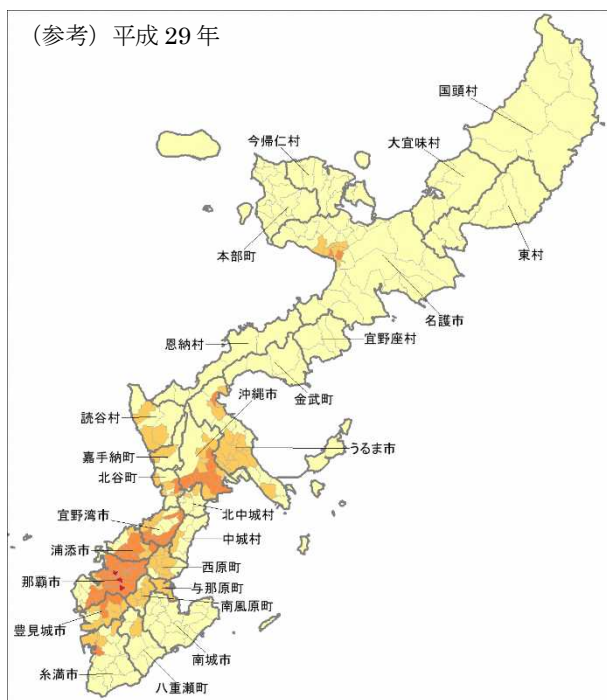 （参考）平成 29 年
国頭村
大宜味村
今帰仁村
本部町
東村
名護市
宜野座村
恩納村
金武町
沖縄市
読谷村
うるま市
嘉手納町
北谷町
北中城村
宜野湾市
中城村
浦添市
西原町
那覇市
与那原町
南風原町
豊見城市
南城市
糸満市
八重瀬町